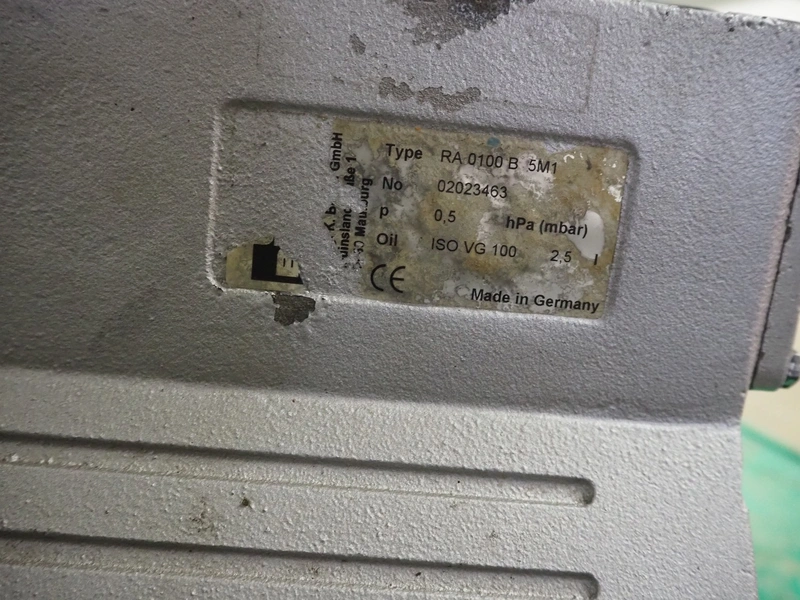 GmbH
Type RA 0100 B 5M1
No 02023463
p 0,5 hPa (mbar)
Oil ISO VG 100 2,5 l
CE
Made in Germany